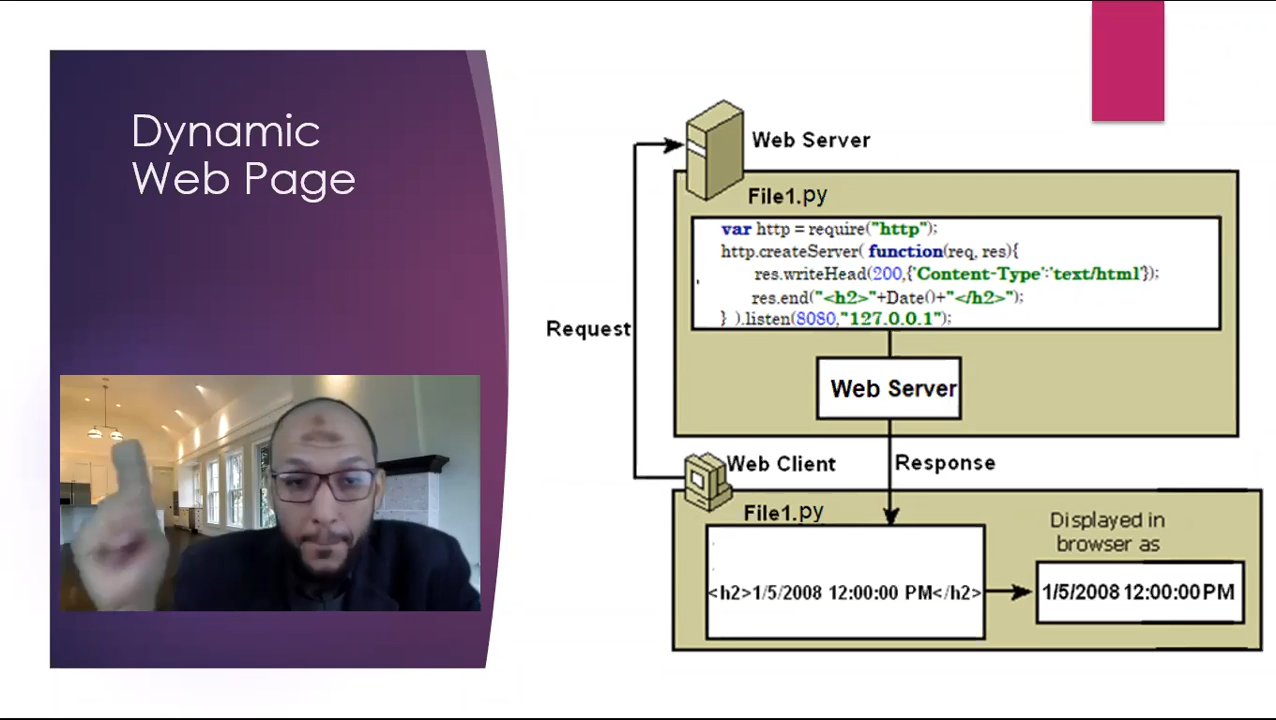 Dynamic
Web Page
Web Server
File1.py
var http = require("http");
http.createServer( function(req, res){
res.writeHead(200,{'Content-Type':'text/html'});
res.end("<h2>"+Date()+"</h2>");
} ).listen(8080,"127.0.0.1");
Request
Web Server
Web Client
Response
File1.py
Displayed in
browser as
<h2>1/5/2008 12:00:00 PM</h2>
1/5/2008 12:00:00 PM